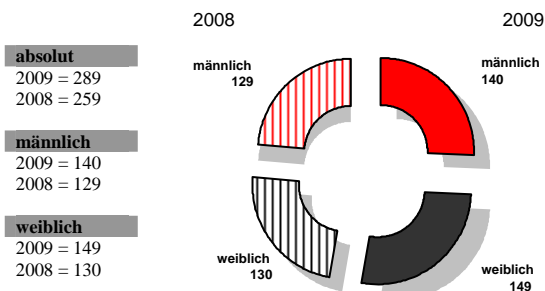 2008
2009
absolut
2009 = 289
2008 = 259
männlich
2009 = 140
2008 = 129
weiblich
2009 = 149
2008 = 130
männlich
129
männlich
140
weiblich
130
weiblich
149